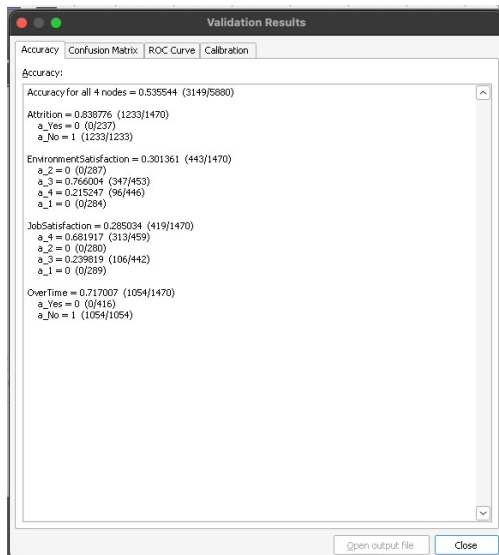 Validation Results
Accuracy
Confusion Matrix
ROC Curve
Calibration
Accuracy:
Accuracy for all 4 nodes = 0.535544 (3149/5880)
Attrition = 0.838776 (1233/1470)
a_Yes = 0 (0/237)
a_No = 1 (1233/1233)
EnvironmentSatisfaction = 0.301361 (443/1470)
a_2 = 0 (0/287)
a_3 = 0.766004 (347/453)
a_4 = 0.215247 (96/446)
a_1 = 0 (0/284)
JobSatisfaction = 0.285034 (419/1470)
a_4 = 0.681917 (313/459)
a_2 = 0 (0/280)
a_3 = 0.239819 (106/442)
a_1 = 0 (0/289)
OverTime = 0.717007 (1054/1470)
a_Yes = 0 (0/416)
a_No = 1 (1054/1054)
Open output file
Close